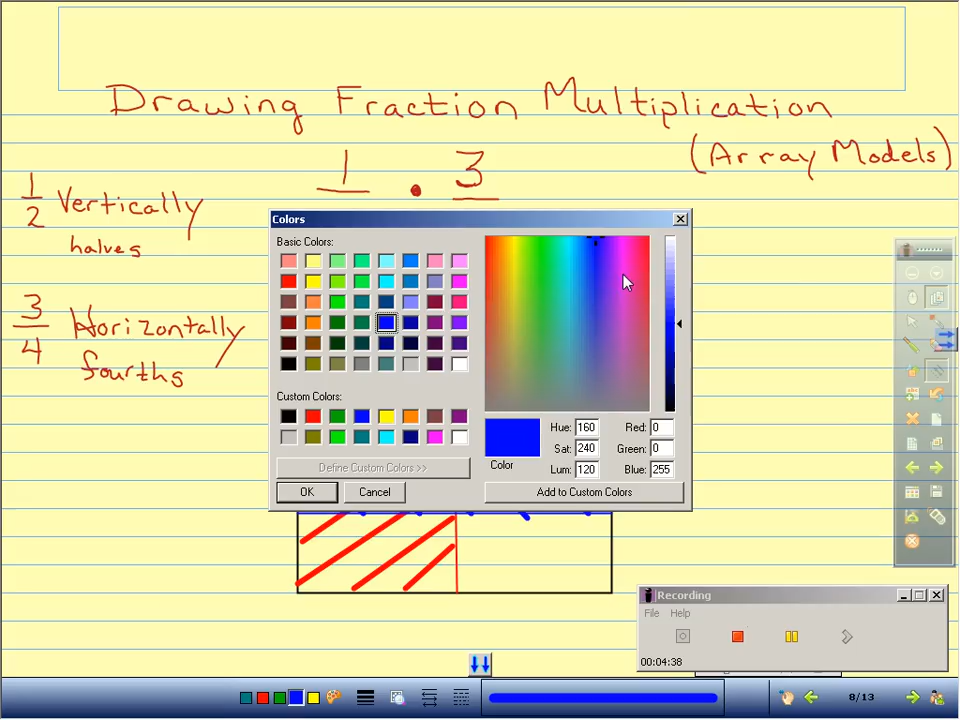 Drawing Fraction Multiplication
(Array Models)
1 . 3
1
2 Vertically
halves
3
4 Horizontally
fourths
Colors
Basic Colors:
Custom Colors:
Define Custom Colors >>
OK Cancel
Color
Hue: 160 Red: 0
Sat: 240 Green: 0
Lum: 120 Blue: 255
Add to Custom Colors
Recording
File Help
00:04:38
8/13